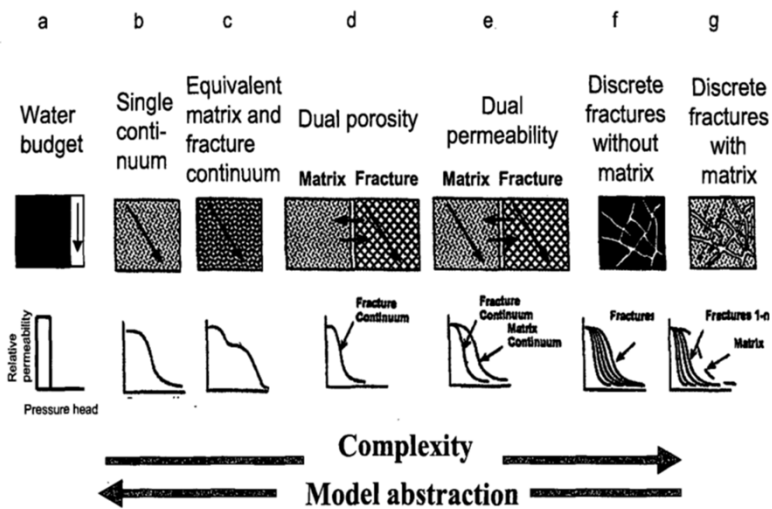 a b c d e f g
Water
budget
Single
conti-
nuum
Equivalent
matrix and
fracture
continuum
Dual porosity
Matrix Fracture
Dual
permeability
Matrix Fracture
Discrete
fractures
without
matrix
Discrete
fractures
with
matrix
Relative
permeability
Pressure head
Fracture
Continuum
Fracture
Continuum
Matrix
Continuum
Fractures
Fractures 1-n
Matrix
Complexity
Model abstraction